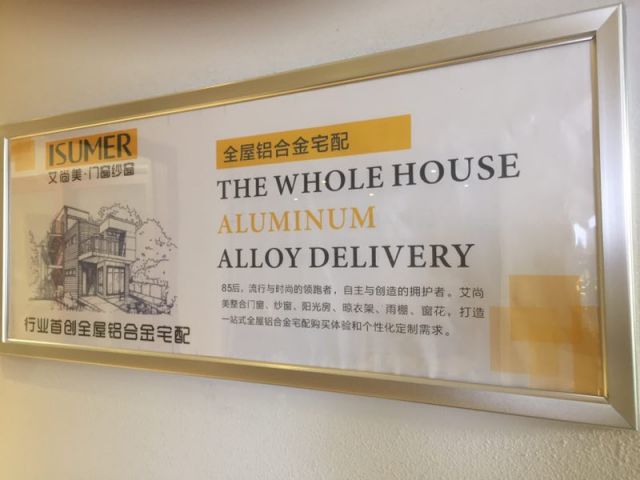 ISUMER
艾尚美·门窗纱窗
行业首创全屋铝合金宅配
全屋铝合金宅配
THE WHOLE HOUSE
ALUMINUM
ALLOY DELIVERY
85后，流行与时尚的领跑者，自主与创造的拥护者。艾尚
美整合门窗、纱窗、阳光房、晾衣架、雨棚、窗花，打造
一站式全屋铝合金宅配购买体验和个性化定制需求。